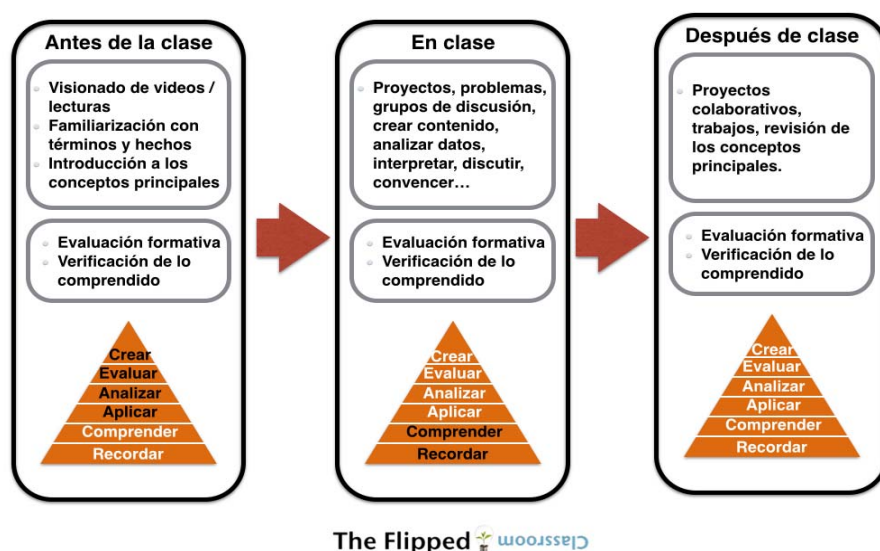 Antes de la clase
Visionado de videos /
lecturas
Familiarización con
términos y hechos
Introducción a los
conceptos principales
Evaluación formativa
Verificación de lo
comprendido
Crear
Evaluar
Analizar
Aplicar
Comprender
Recordar
En clase
Proyectos, problemas,
grupos de discusión,
crear contenido,
analizar datos,
interpretar, discutir,
convencer…
Evaluación formativa
Verificación de lo
comprendido
Crear
Evaluar
Analizar
Aplicar
Comprender
Recordar
Después de clase
Proyectos
colaborativos,
trabajos, revisión de
los conceptos
principales.
Evaluación formativa
Verificación de lo
comprendido
Crear
Evaluar
Analizar
Aplicar
Comprender
Recordar
The Flipped Classroom